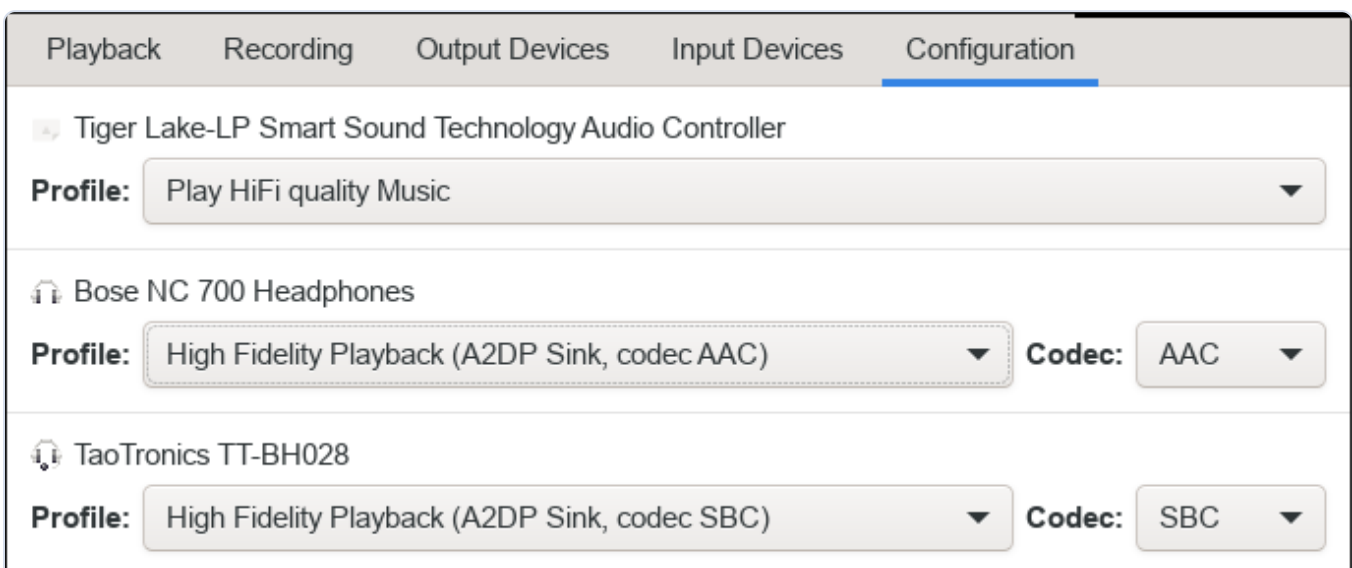 Playback Recording Output Devices Input Devices Configuration
Tiger Lake-LP Smart Sound Technology Audio Controller
Profile: Play HiFi quality Music
Bose NC 700 Headphones
Profile: High Fidelity Playback (A2DP Sink, codec AAC) Codec: AAC
TaoTronics TT-BH028
Profile: High Fidelity Playback (A2DP Sink, codec SBC) Codec: SBC